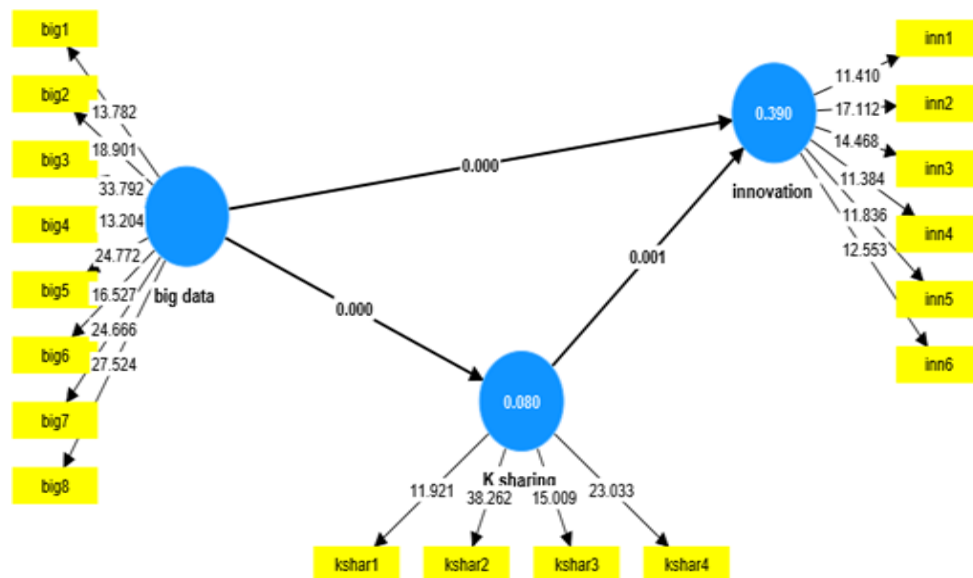 big1
big2
big3
big4
big5
big6
big7
big8
13.782
18.901
33.792
13.204
24.772
16.527
24.666
27.524
big data
0.000
0.000
0.001
0.390
innovation
11.410
17.112
14.468
11.384
11.836
12.553
inn1
inn2
inn3
inn4
inn5
inn6
0.080
K sharing
11.921
38.262
15.009
23.033
kshar1
kshar2
kshar3
kshar4